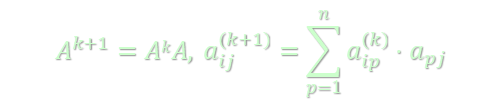 $A^{k+1} = A^k A,\ a_{ij}^{(k+1)} = \sum_{p=1}^{n} a_{ip}^{(k)} \cdot a_{pj}$